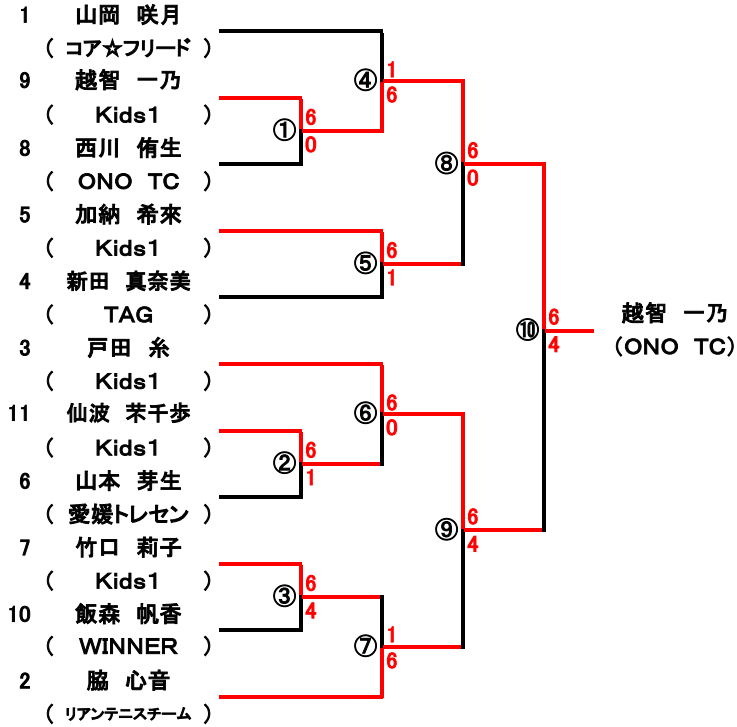 1 山岡 咲月
( コア☆フリード )
9 越智 一乃
( Kids1 )
8 西川 侑生
( ONO TC )
5 加納 希來
( Kids1 )
4 新田 真奈美
( TAG )
3 戸田 糸
( Kids1 )
11 仙波 茉千歩
( Kids1 )
6 山本 芽生
( 愛媛トレセン )
7 竹口 莉子
( Kids1 )
10 飯森 帆香
( WINNER )
2 脇 心音
( リアンテニスチーム )
① 6 0
② 6 1
③ 6 4
④ 1 6
⑤ 6 1
⑥ 6 0
⑦ 1 6
⑧ 6 0
⑨ 6 4
⑩ 6 4
越智 一乃
(ONO TC)